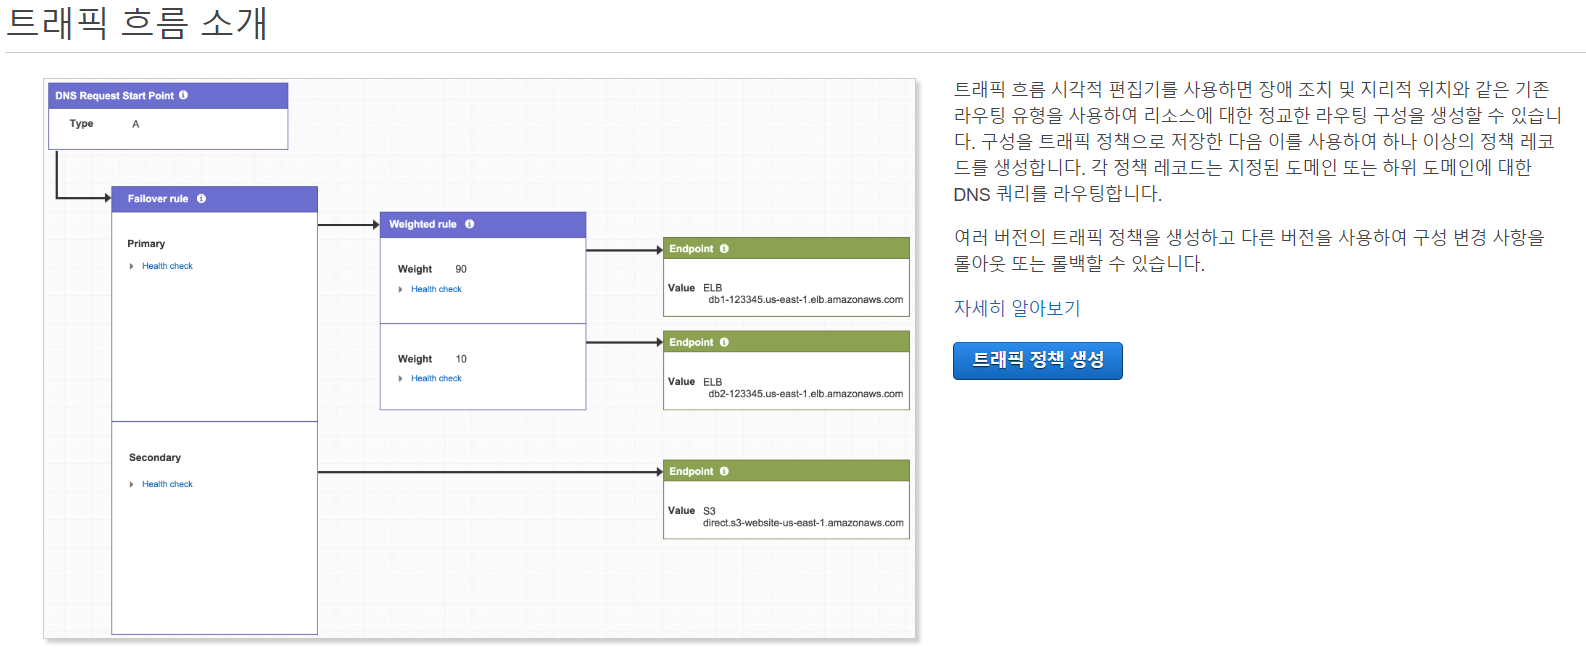 트래픽 흐름 소개
DNS Request Start Point
Type A
Failover rule
Primary
Health check
Secondary
Health check
Weighted rule
Weight 90
Health check
Weight 10
Health check
Endpoint
Value ELB
db1-123345.us-east-1.elb.amazonaws.com
Endpoint
Value ELB
db2-123345.us-east-1.elb.amazonaws.com
Endpoint
Value S3
direct.s3-website-us-east-1.amazonaws.com
트래픽 흐름 시각적 편집기를 사용하면 장애 조치 및 지리적 위치와 같은 기존
라우팅 유형을 사용하여 리소스에 대한 정교한 라우팅 구성을 생성할 수 있습니
다. 구성을 트래픽 정책으로 저장한 다음 이를 사용하여 하나 이상의 정책 레코
드를 생성합니다. 각 정책 레코드는 지정된 도메인 또는 하위 도메인에 대한
DNS 쿼리를 라우팅합니다.
여러 버전의 트래픽 정책을 생성하고 다른 버전을 사용하여 구성 변경 사항을
롤아웃 또는 롤백할 수 있습니다.
자세히 알아보기
트래픽 정책 생성